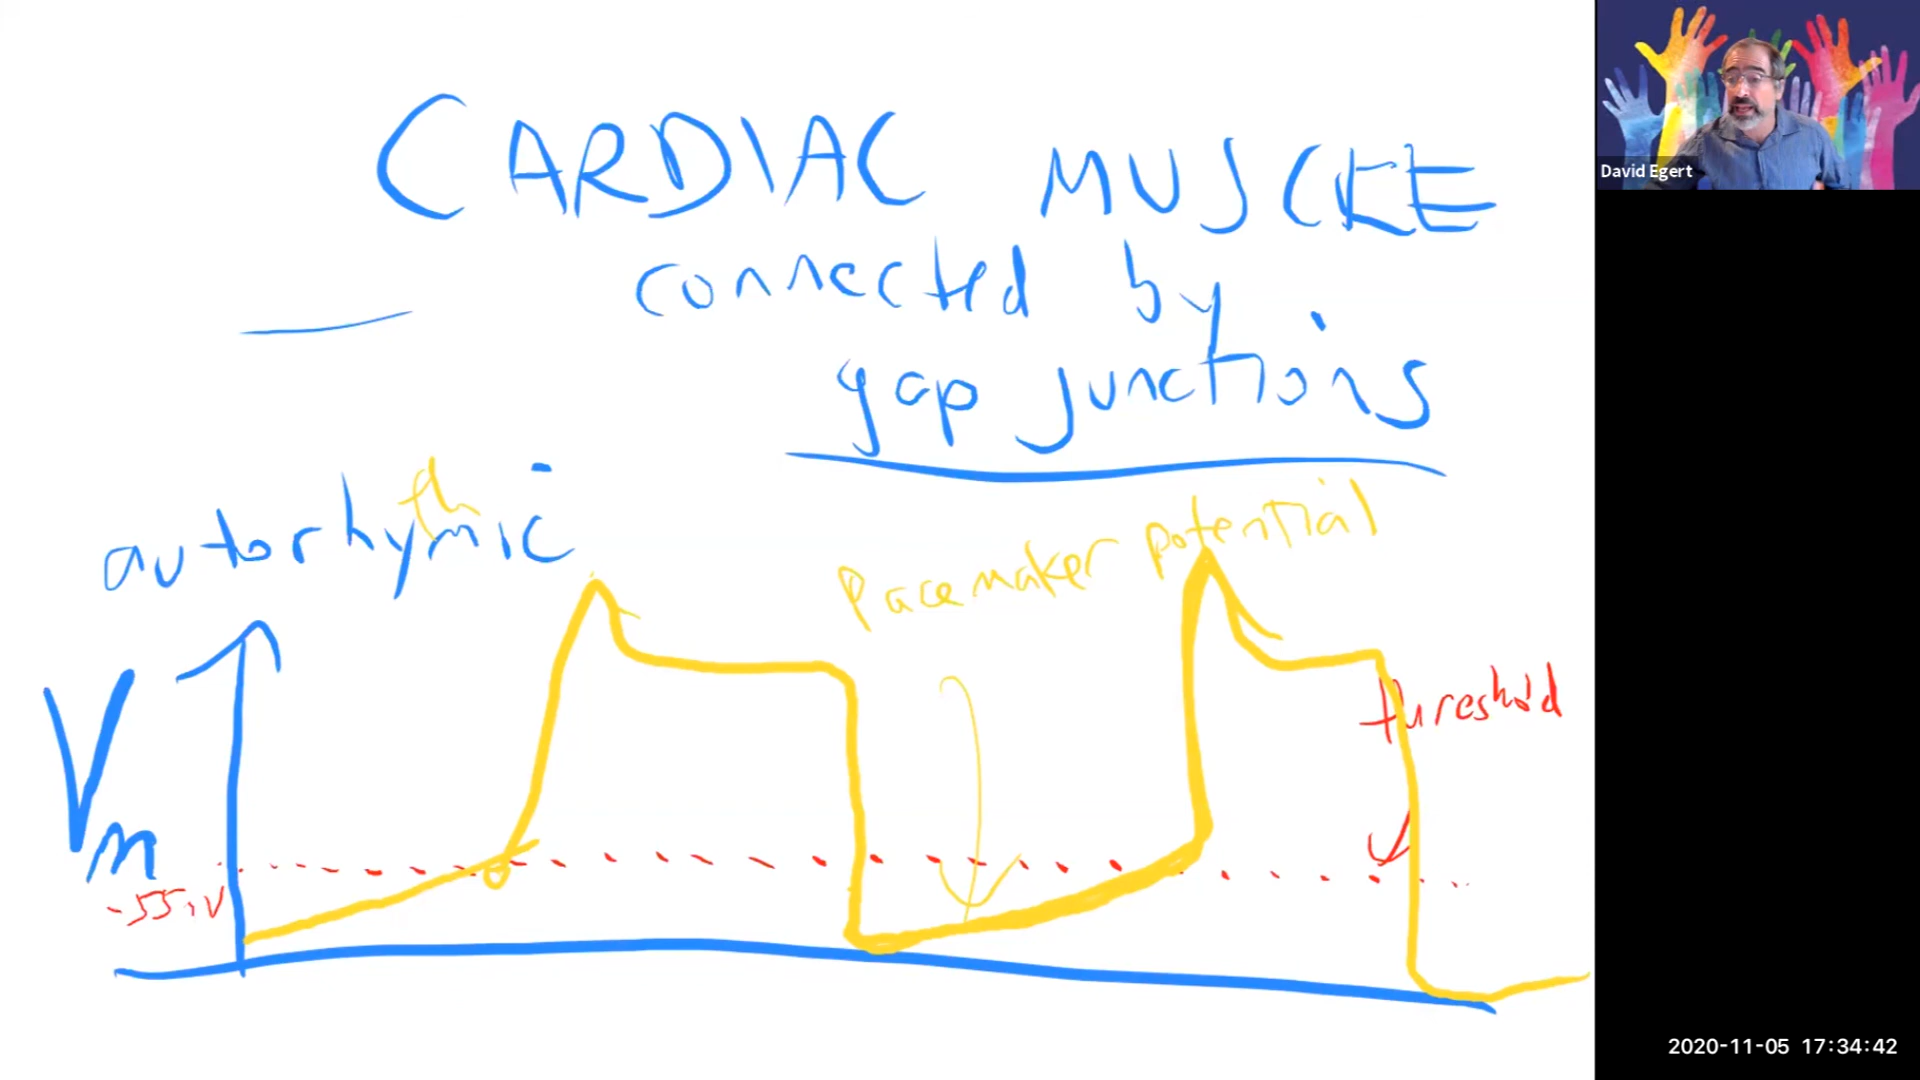 CARDIAC MUSCLE
connected by
gap junctions
autorhythmic
Pacemaker potential
threshold
Vm
-55mV
David Egert
2020-11-05 17:34:42